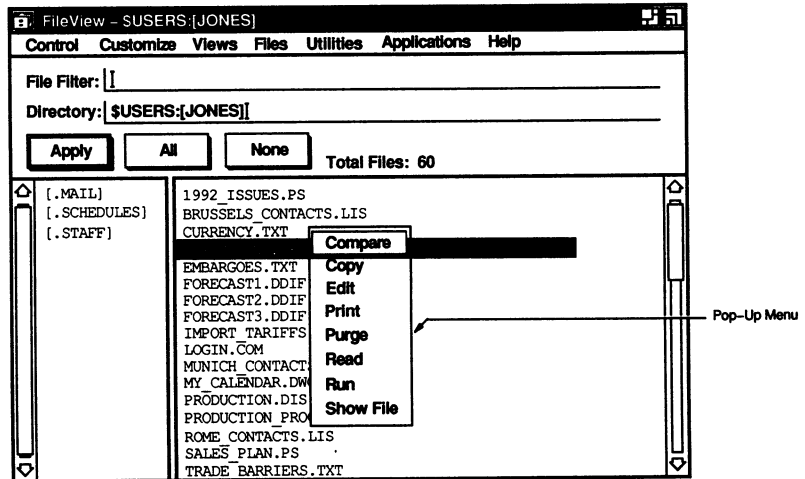 FileView – $USERS:[JONES]
Control Customize Views Files Utilities Applications Help
File Filter:
Directory: $USERS:[JONES]
Apply All None Total Files: 60
[.MAIL]
[.SCHEDULES]
[.STAFF]
1992_ISSUES.PS
BRUSSELS_CONTACTS.LIS
CURRENCY.TXT
EMBARGOES.TXT
FORECAST1.DDIF
FORECAST2.DDIF
FORECAST3.DDIF
IMPORT_TARIFFS
LOGIN.COM
MUNICH_CONTACT
MY_CALENDAR.DW
PRODUCTION.DIS
PRODUCTION_PRO
ROME_CONTACTS.LIS
SALES_PLAN.PS
TRADE_BARRIERS.TXT
Compare
Copy
Edit
Print
Purge
Read
Run
Show File
Pop-Up Menu